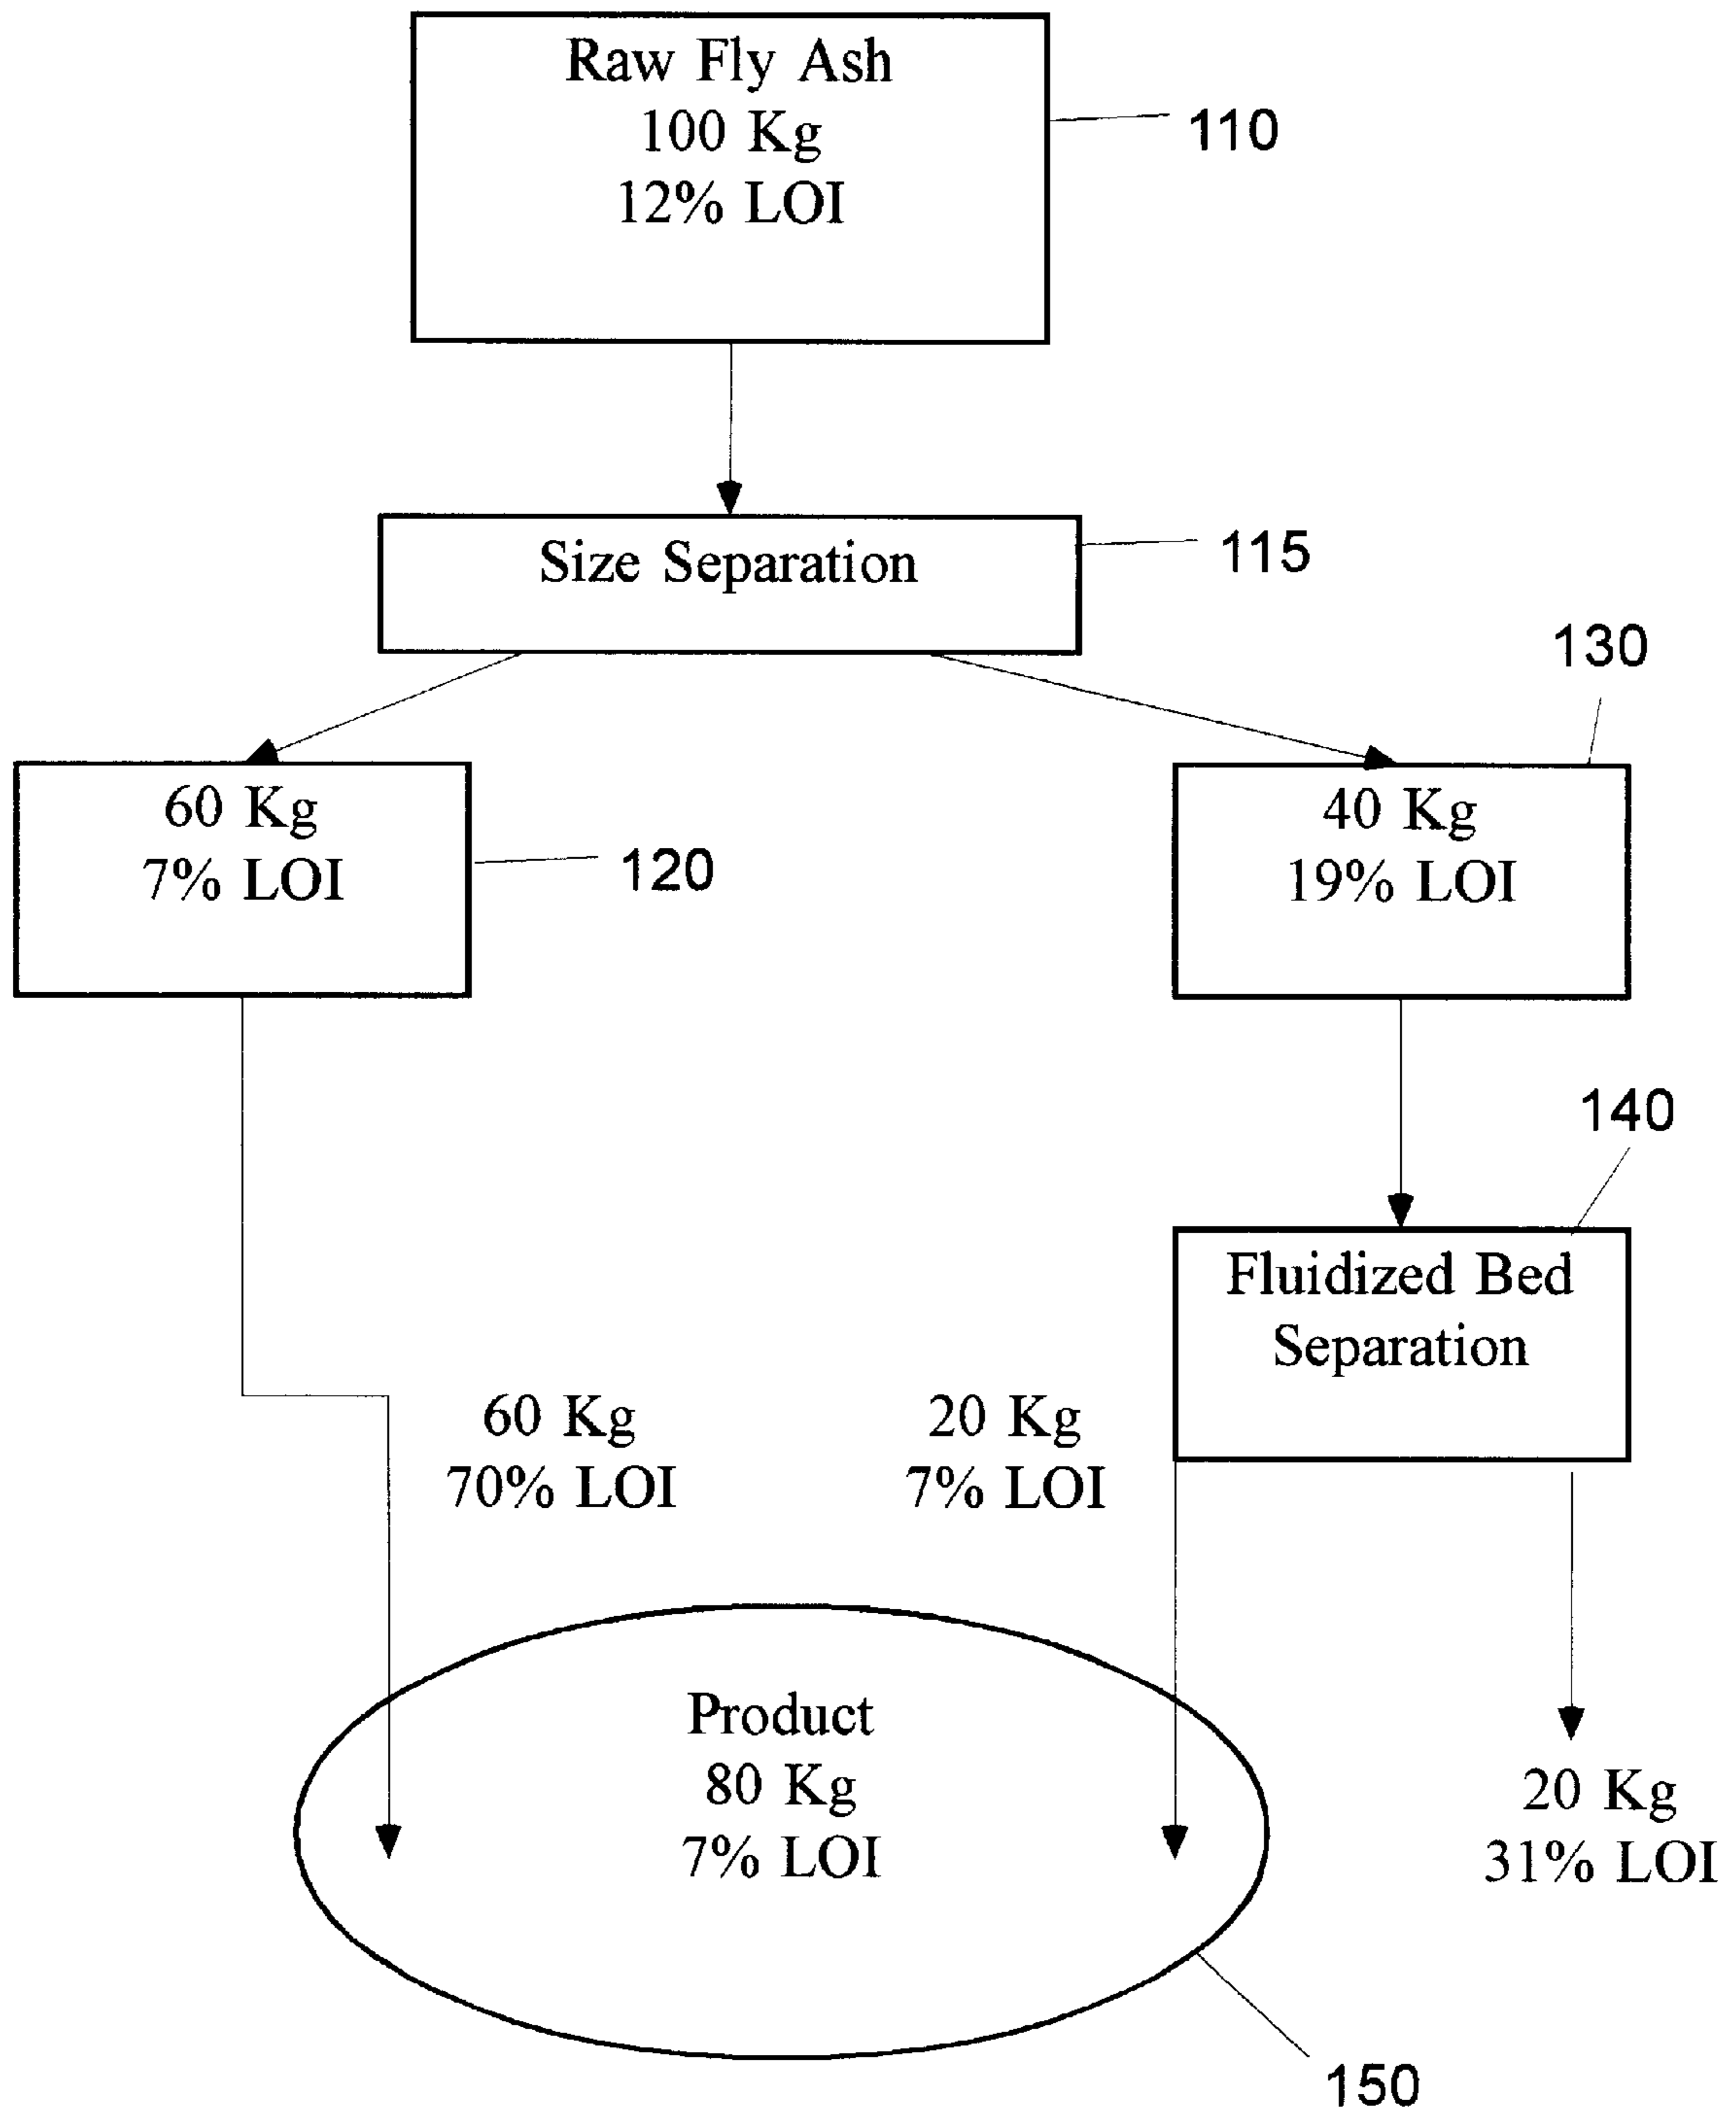 Raw Fly Ash
100 Kg
12% LOI
110
Size Separation
115
130
60 Kg
7% LOI
120
40 Kg
19% LOI
140
Fluidized Bed
Separation
60 Kg
70% LOI
20 Kg
7% LOI
Product
80 Kg
7% LOI
20 Kg
31% LOI
150